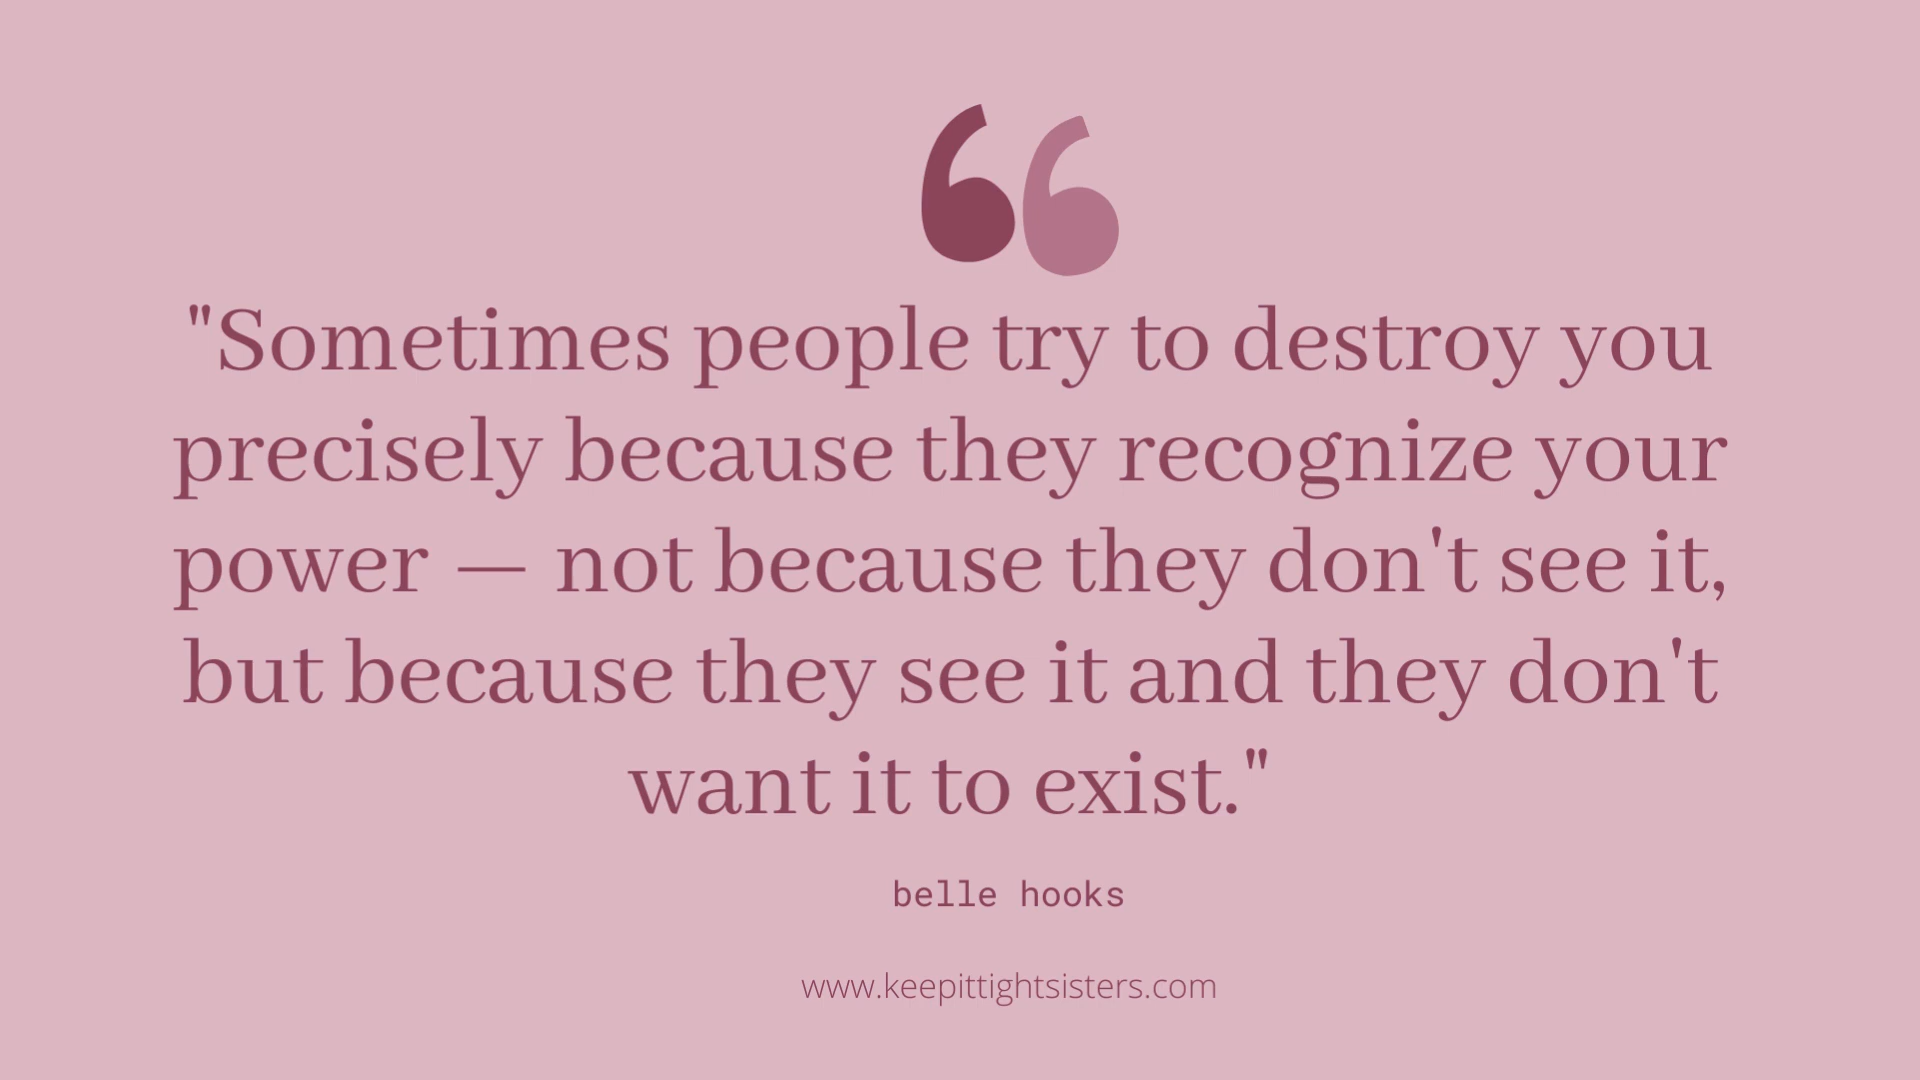 "Sometimes people try to destroy you
precisely because they recognize your
power — not because they don't see it,
but because they see it and they don't
want it to exist."
belle hooks
www.keepittightsisters.com